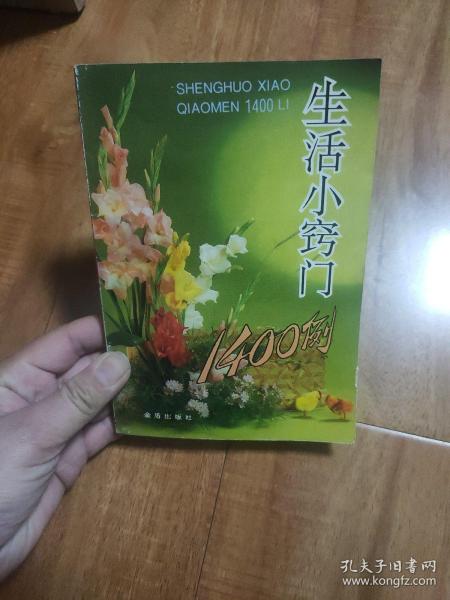 SHENGHUO XIAO
QIAOMEN 1400 LI
生活小窍门
1400例
金盾出版社
孔夫子旧书网
www.kongfz.com